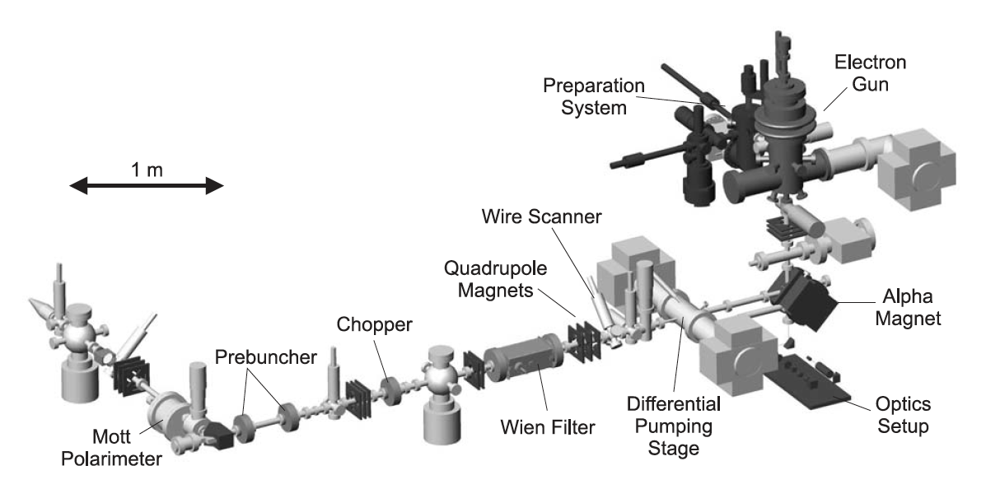 Electron
Gun
Preparation
System
1 m
Wire Scanner
Quadrupole
Magnets
Alpha
Magnet
Chopper
Prebuncher
Differential
Pumping
Stage
Optics
Setup
Wien Filter
Mott
Polarimeter